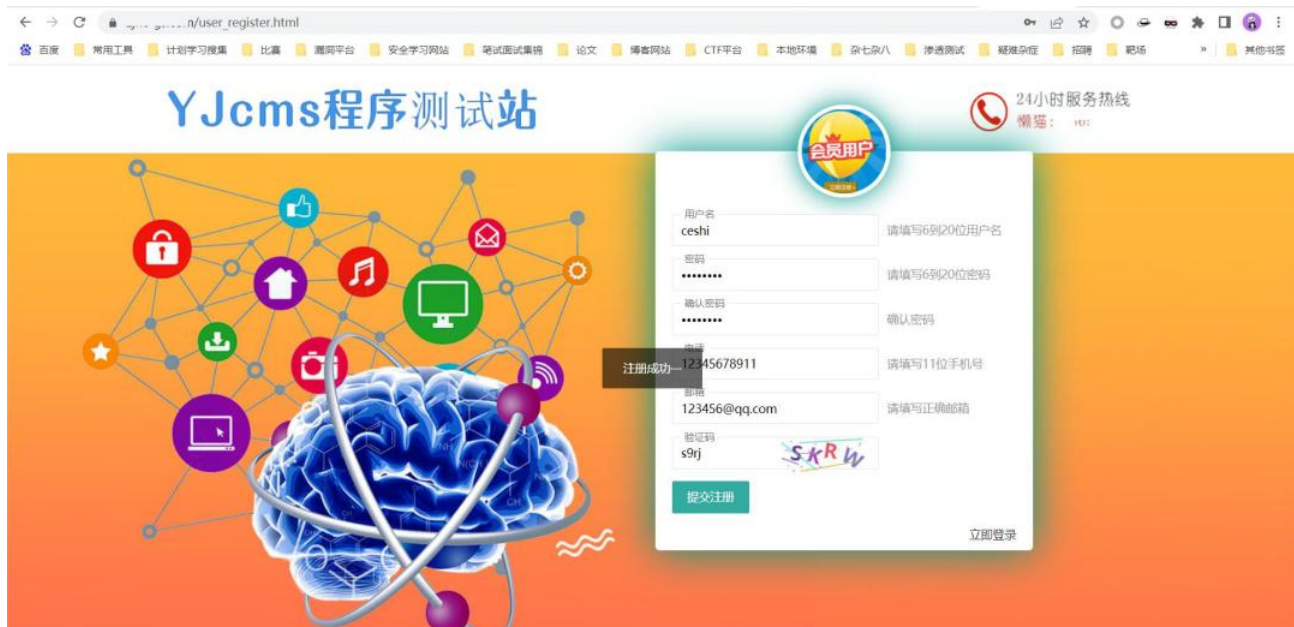 /user_register.html
百度 常用工具 计划学习搜集 比赛 漏洞平台 安全学习网站 笔试面试集锦 论文 博客网站 CTF平台 本地环境 杂七杂八 渗透测试 疑难杂症 招聘 靶场 » 其他书签
YJcms程序测试站
24小时服务热线
懒猫：
会员用户
立即注册
用户名
ceshi
请填写6到20位用户名
密码
••••••••
请填写6到20位密码
确认密码
••••••••
确认密码
电话
12345678911
请填写11位手机号
注册成功...
邮箱
123456@qq.com
请填写正确邮箱
验证码
s9rj
SKRW
提交注册
立即登录